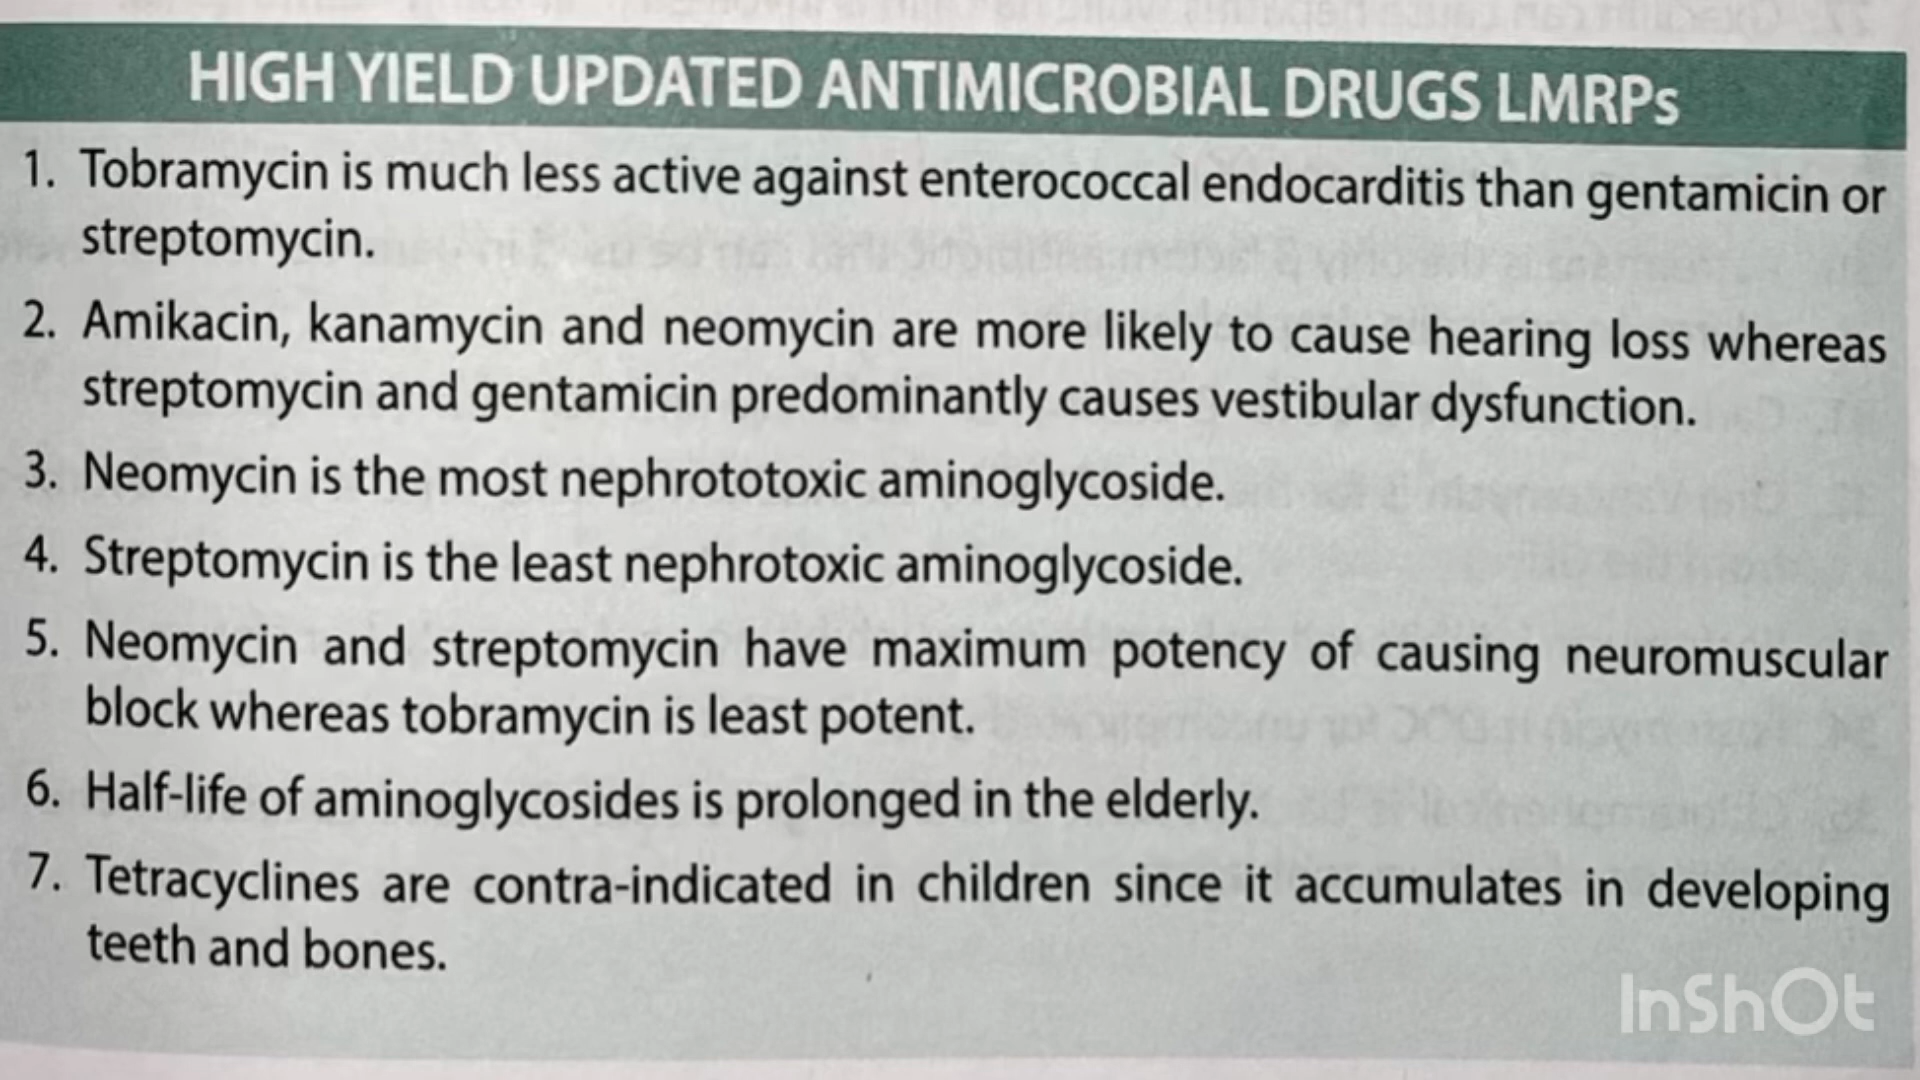 HIGH YIELD UPDATED ANTIMICROBIAL DRUGS LMRPs
1. Tobramycin is much less active against enterococcal endocarditis than gentamicin or
streptomycin.
2. Amikacin, kanamycin and neomycin are more likely to cause hearing loss whereas
streptomycin and gentamicin predominantly causes vestibular dysfunction.
3. Neomycin is the most nephrototoxic aminoglycoside.
4. Streptomycin is the least nephrotoxic aminoglycoside.
5. Neomycin and streptomycin have maximum potency of causing neuromuscular
block whereas tobramycin is least potent.
6. Half-life of aminoglycosides is prolonged in the elderly.
7. Tetracyclines are contra-indicated in children since it accumulates in developing
teeth and bones.
InShOt